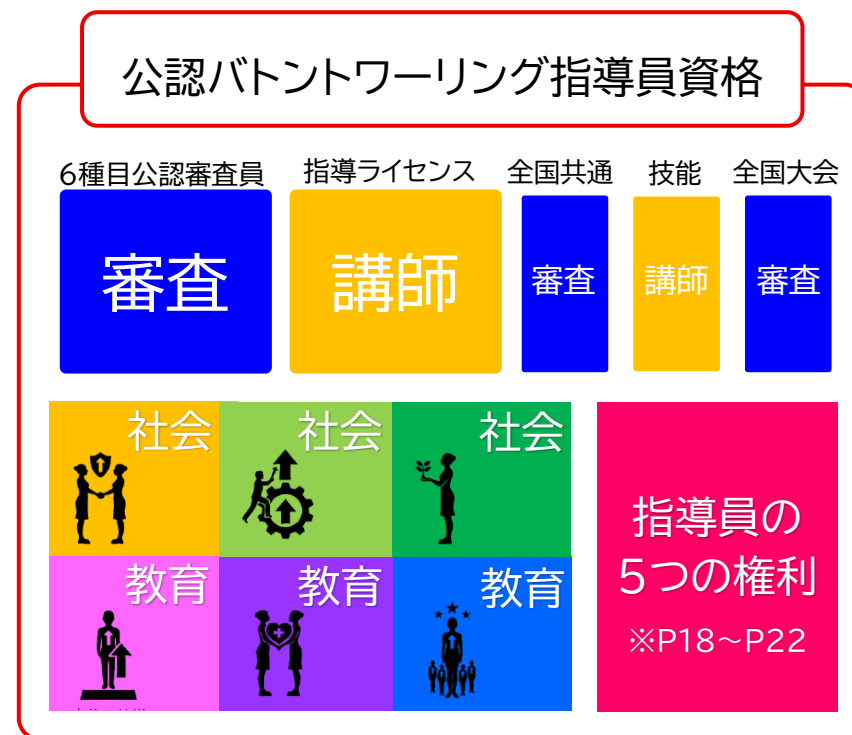 公認バトントワーリング指導員資格
6種目公認審査員 指導ライセンス 全国共通 技能 全国大会
審査 講師 審査 講師 審査
社会 社会 社会
教育 教育 教育
指導員の
5つの権利
※P18～P22